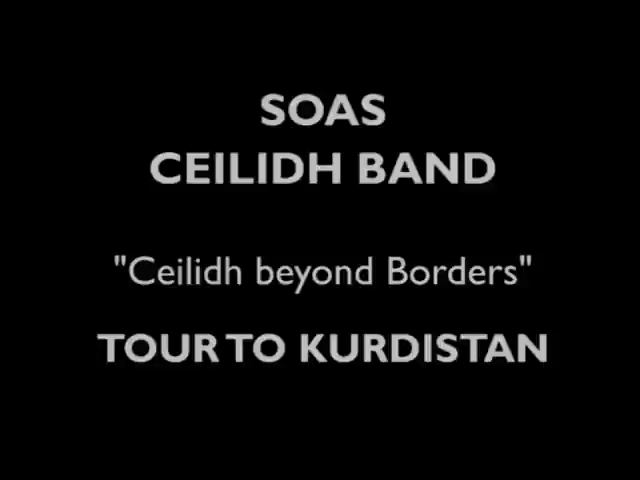 SOAS
CEILIDH BAND
"Ceilidh beyond Borders"
TOUR TO KURDISTAN